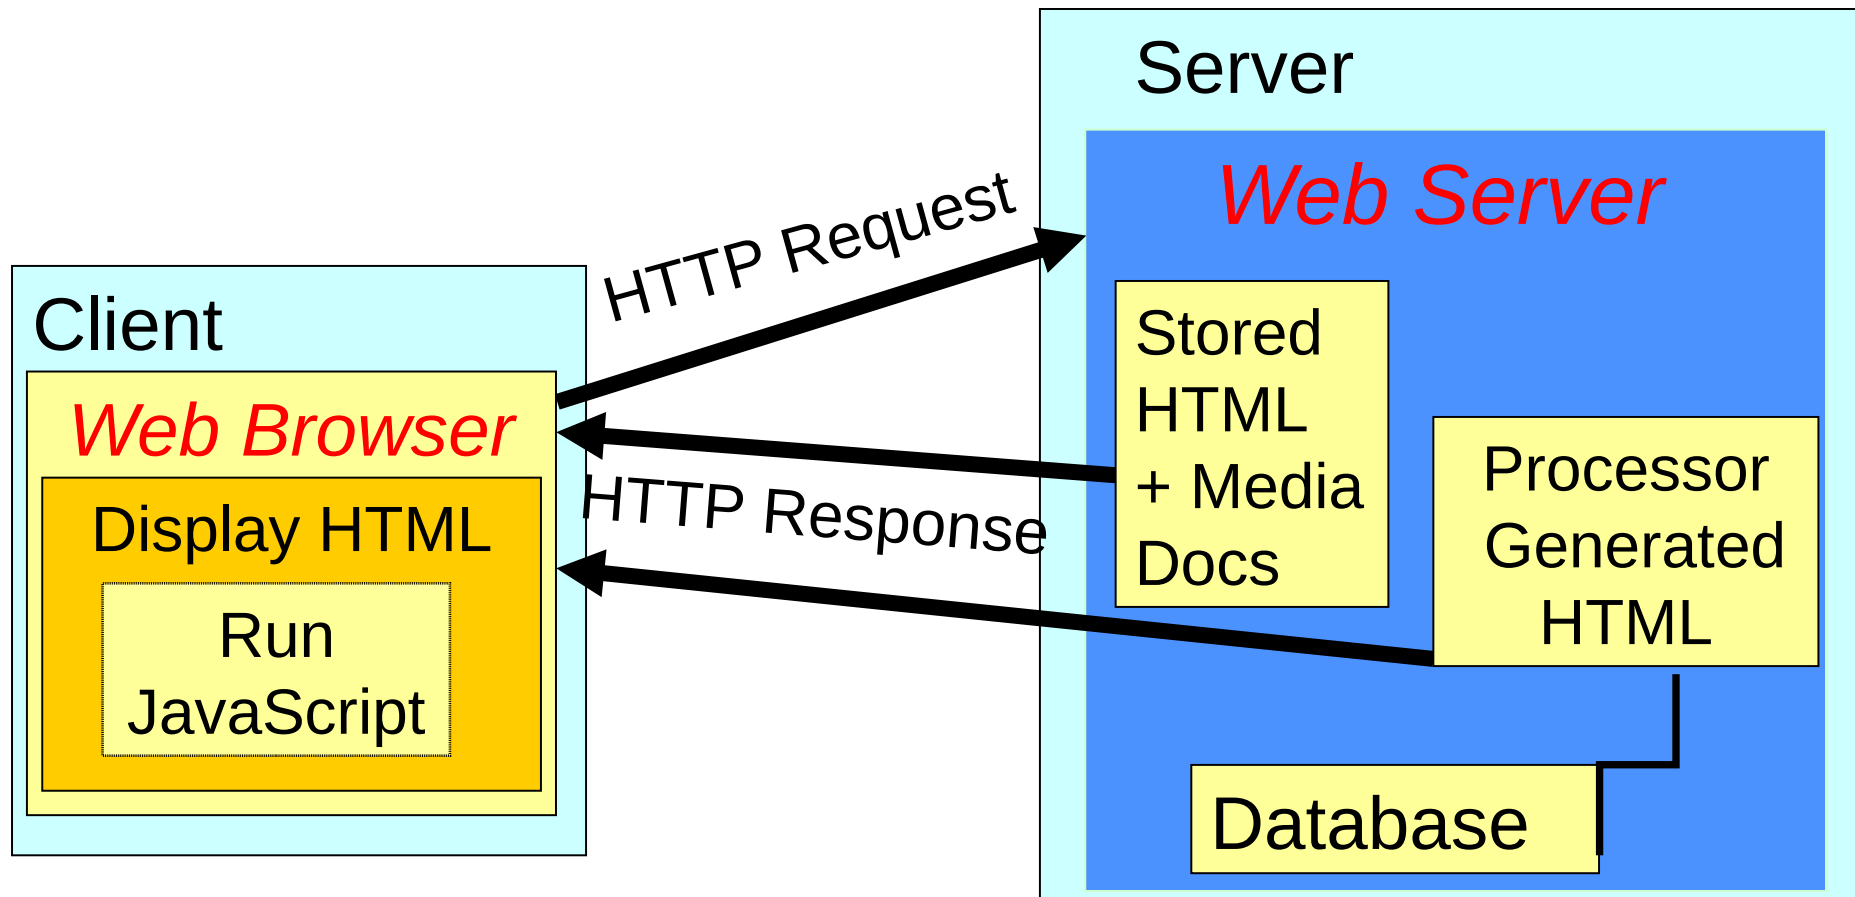 Server
Web Server
HTTP Request
Client
Web Browser
Display HTML
Run
JavaScript
HTTP Response
Stored
HTML
+ Media
Docs
Processor
Generated
HTML
Database